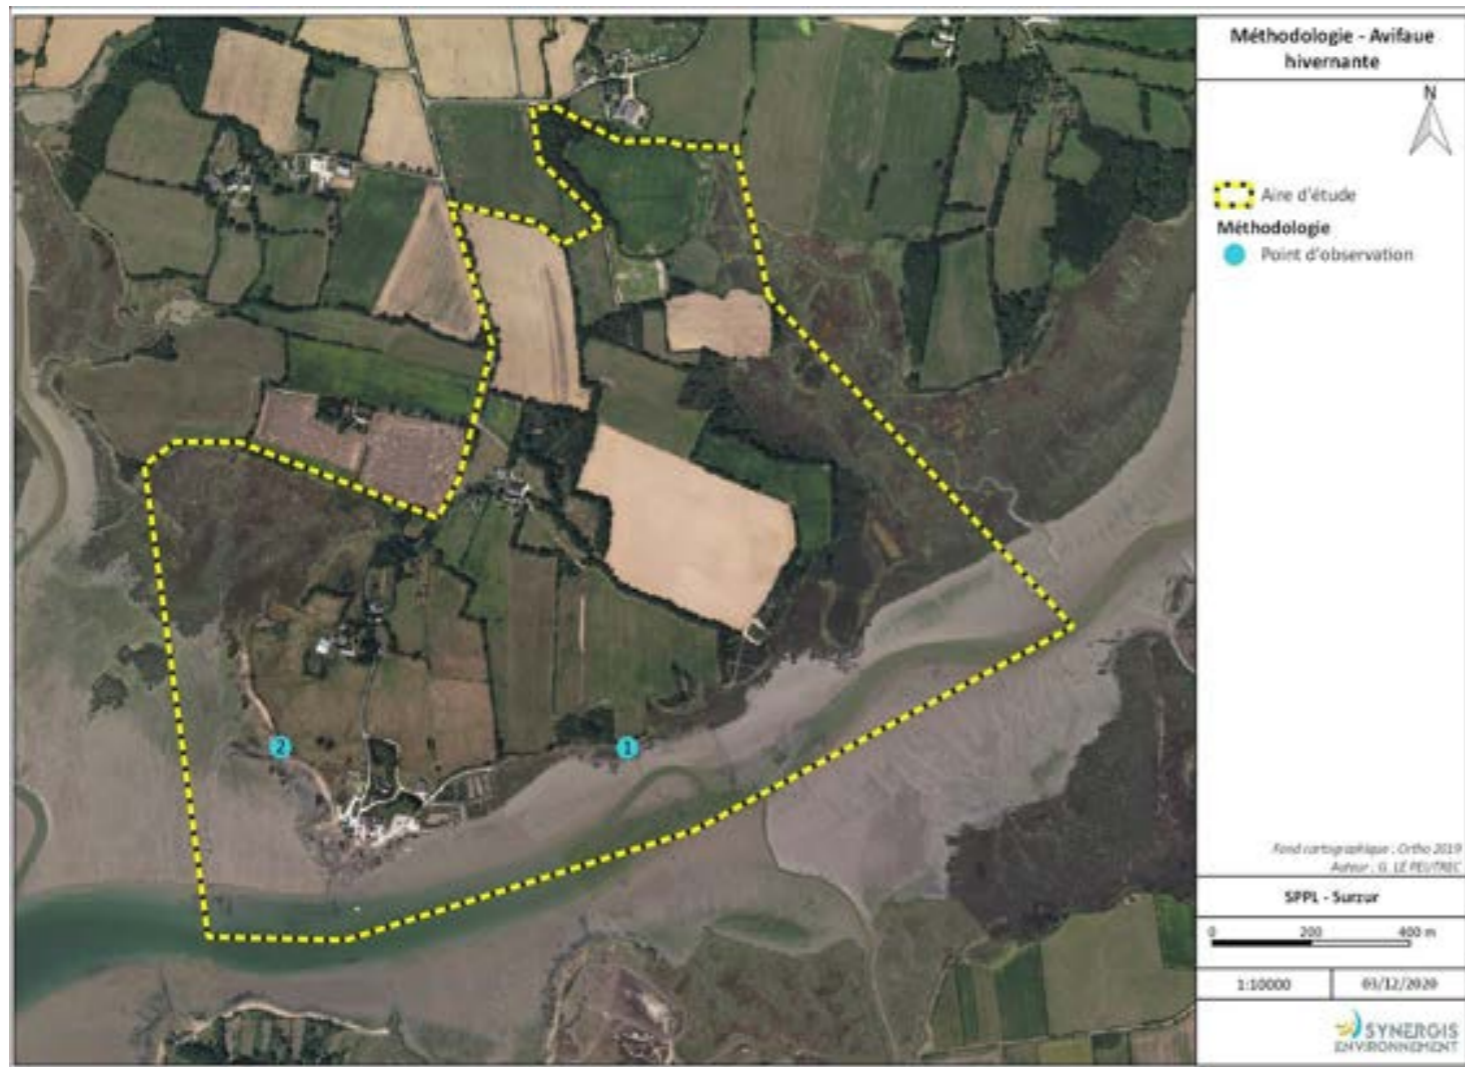 Méthodologie - Avifaue
hivernante
N
Aire d'étude
Méthodologie
Point d'observation
2
1
Fond cartographique : Ortho 2019
Auteur : G. LE PEUTREC
SPPL - Surzur
0 200 400 m
1:10000 03/12/2020
SYNERGIS
ENVIRONNEMENT